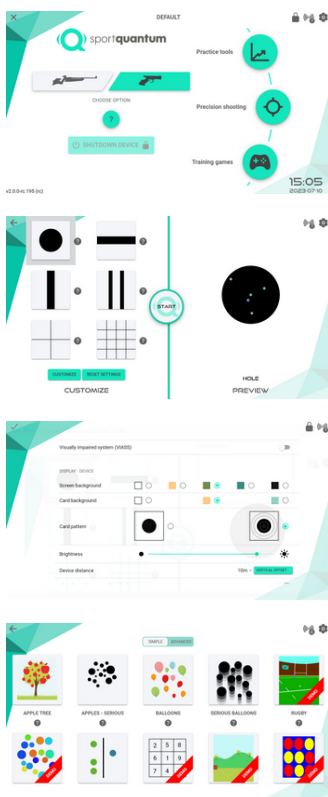 DEFAULT
sportquantum
Practice tools
CHOOSE OPTION
?
Precision shooting
SHUTDOWN DEVICE
Training games
v2.0.0-rc.195 (rc)
15:05
2023-07-10
START
CUSTOMIZE
RESET SETTINGS
CUSTOMIZE
HOLE
PREVIEW
Visually impaired system (VIASS)
DISPLAY - DEVICE
Screen background
Card background
Card pattern
Brightness
Device distance
10m
VERTICAL OFFSET
SIMPLE
ADVANCED
APPLE TREE
APPLES - SERIOUS
BALLOONS
SERIOUS BALLOONS
RUGBY
DEMO
DEMO
2 5 8
9 1 6
7 4 3
DEMO
DEMO
DEMO